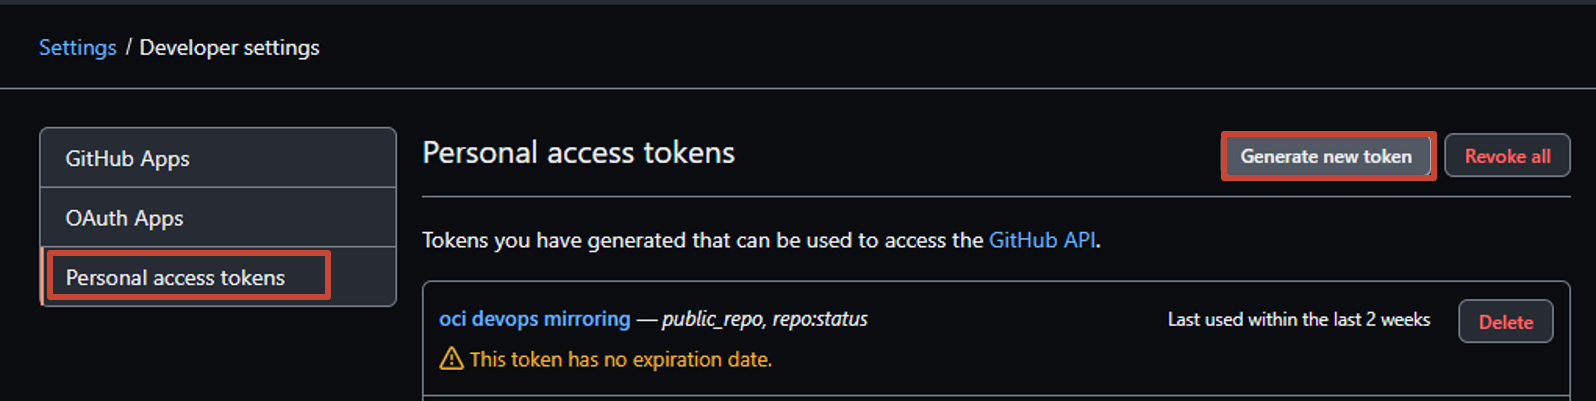 Settings / Developer settings
GitHub Apps
OAuth Apps
Personal access tokens
Personal access tokens
Generate new token
Revoke all
Tokens you have generated that can be used to access the GitHub API.
oci devops mirroring — public_repo, repo:status
Last used within the last 2 weeks
Delete
This token has no expiration date.